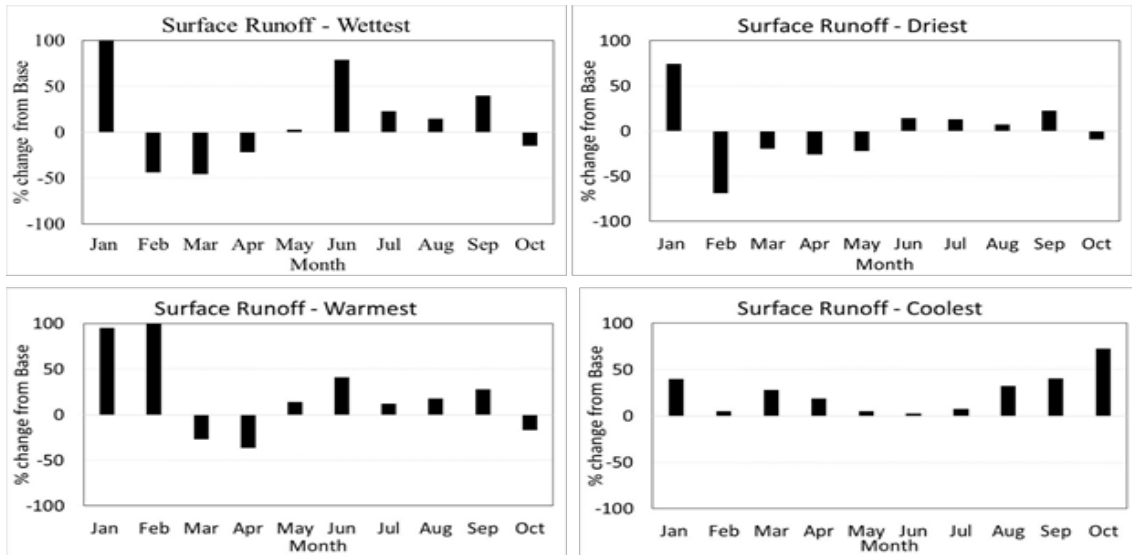 Surface Runoff - Wettest
% change from Base
100
50
0
-50
-100
Jan Feb Mar Apr May Jun Jul Aug Sep Oct
Month
Surface Runoff - Driest
% change from Base
100
50
0
-50
-100
Jan Feb Mar Apr May Jun Jul Aug Sep Oct
Month
Surface Runoff - Warmest
% change from Base
100
50
0
-50
-100
Jan Feb Mar Apr May Jun Jul Aug Sep Oct
Month
Surface Runoff - Coolest
% change from Base
100
50
0
-50
-100
Jan Feb Mar Apr May Jun Jul Aug Sep Oct
Month